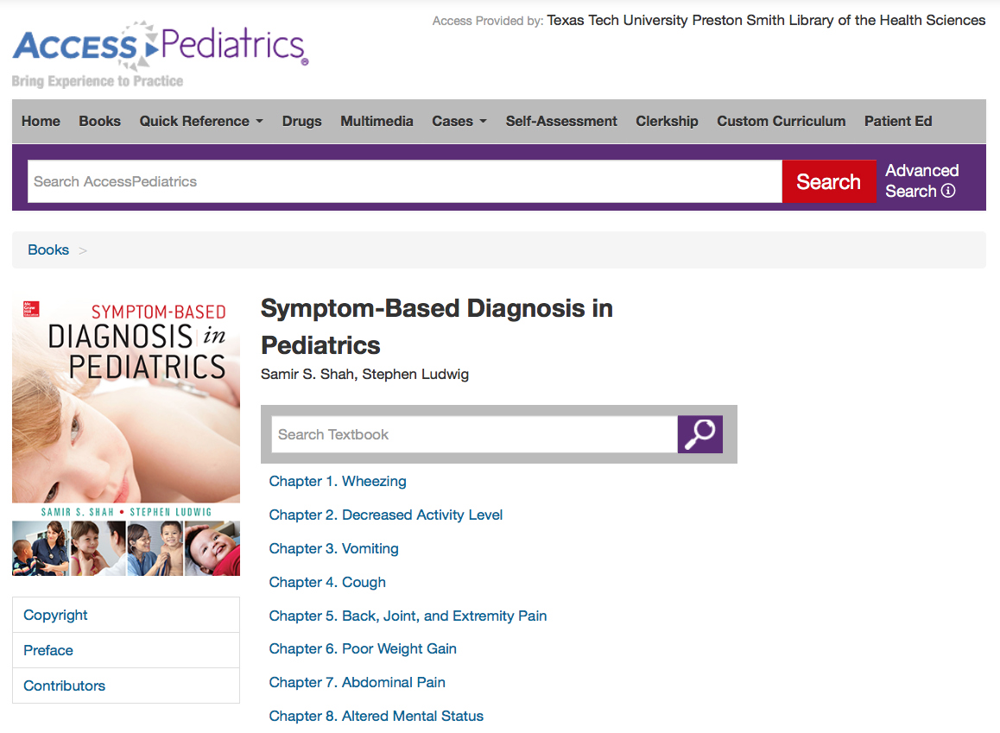 Access Provided by: Texas Tech University Preston Smith Library of the Health Sciences
ACCESS Pediatrics®
Bring Experience to Practice
Home Books Quick Reference Drugs Multimedia Cases Self-Assessment Clerkship Custom Curriculum Patient Ed
Search AccessPediatrics
Search
Advanced
Search
Books >
Mc
Graw
Hill
Education
SYMPTOM-BASED
DIAGNOSIS in
PEDIATRICS
SAMIR S. SHAH • STEPHEN LUDWIG
Copyright
Preface
Contributors
Symptom-Based Diagnosis in
Pediatrics
Samir S. Shah, Stephen Ludwig
Search Textbook
Chapter 1. Wheezing
Chapter 2. Decreased Activity Level
Chapter 3. Vomiting
Chapter 4. Cough
Chapter 5. Back, Joint, and Extremity Pain
Chapter 6. Poor Weight Gain
Chapter 7. Abdominal Pain
Chapter 8. Altered Mental Status